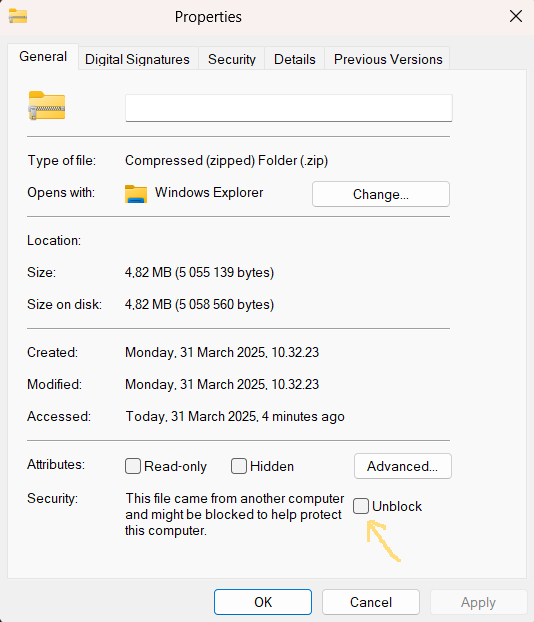 Properties
General Digital Signatures Security Details Previous Versions
Type of file: Compressed (zipped) Folder (.zip)
Opens with: Windows Explorer Change...
Location:
Size: 4,82 MB (5 055 139 bytes)
Size on disk: 4,82 MB (5 058 560 bytes)
Created: Monday, 31 March 2025, 10.32.23
Modified: Monday, 31 March 2025, 10.32.23
Accessed: Today, 31 March 2025, 4 minutes ago
Attributes: Read-only Hidden Advanced...
Security: This file came from another computer
and might be blocked to help protect
this computer.
Unblock
OK Cancel Apply